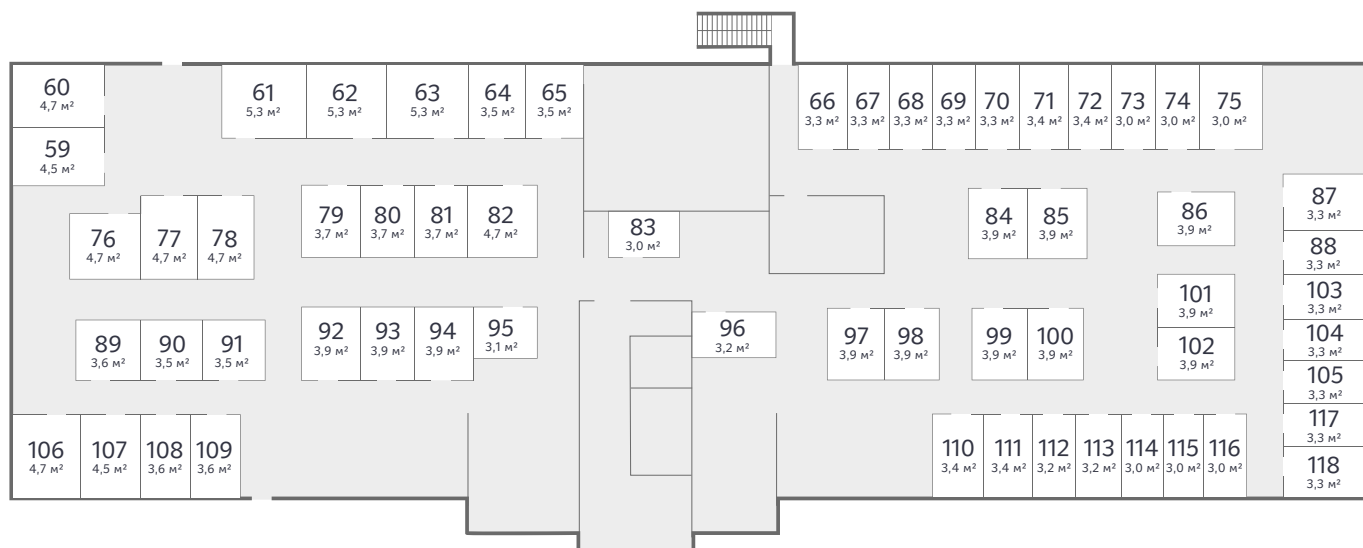 60
4,7 м²
59
4,5 м²
61
5,3 м²
62
5,3 м²
63
5,3 м²
64
3,5 м²
65
3,5 м²
66
3,3 м²
67
3,3 м²
68
3,3 м²
69
3,3 м²
70
3,3 м²
71
3,4 м²
72
3,4 м²
73
3,0 м²
74
3,0 м²
75
3,0 м²
76
4,7 м²
77
4,7 м²
78
4,7 м²
79
3,7 м²
80
3,7 м²
81
3,7 м²
82
4,7 м²
83
3,0 м²
84
3,9 м²
85
3,9 м²
86
3,9 м²
87
3,3 м²
88
3,3 м²
89
3,6 м²
90
3,5 м²
91
3,5 м²
92
3,9 м²
93
3,9 м²
94
3,9 м²
95
3,1 м²
96
3,2 м²
97
3,9 м²
98
3,9 м²
99
3,9 м²
100
3,9 м²
101
3,9 м²
102
3,9 м²
103
3,3 м²
104
3,3 м²
105
3,3 м²
106
4,7 м²
107
4,5 м²
108
3,6 м²
109
3,6 м²
110
3,4 м²
111
3,4 м²
112
3,2 м²
113
3,2 м²
114
3,0 м²
115
3,0 м²
116
3,0 м²
117
3,3 м²
118
3,3 м²